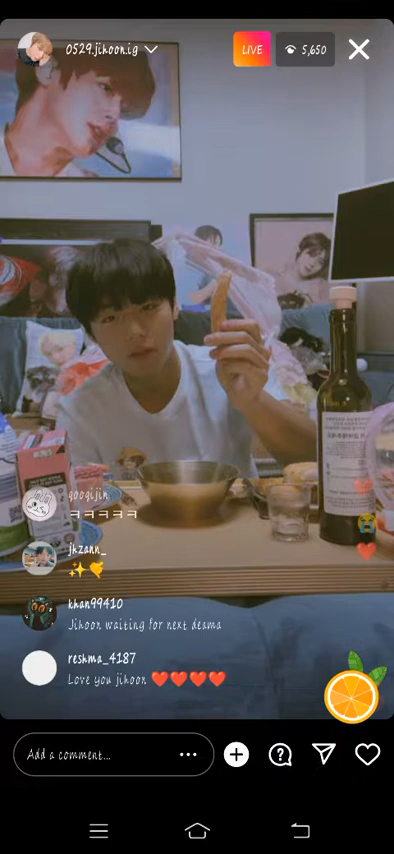 0529.jihoon.ig
LIVE
5,650
googijin
ㅋㅋㅋㅋㅋ
jhzann_
✨
khan99410
Jihoon waiting for next deama
reshma_4187
Love you jihoon ❤️❤️❤️❤️
Add a comment...